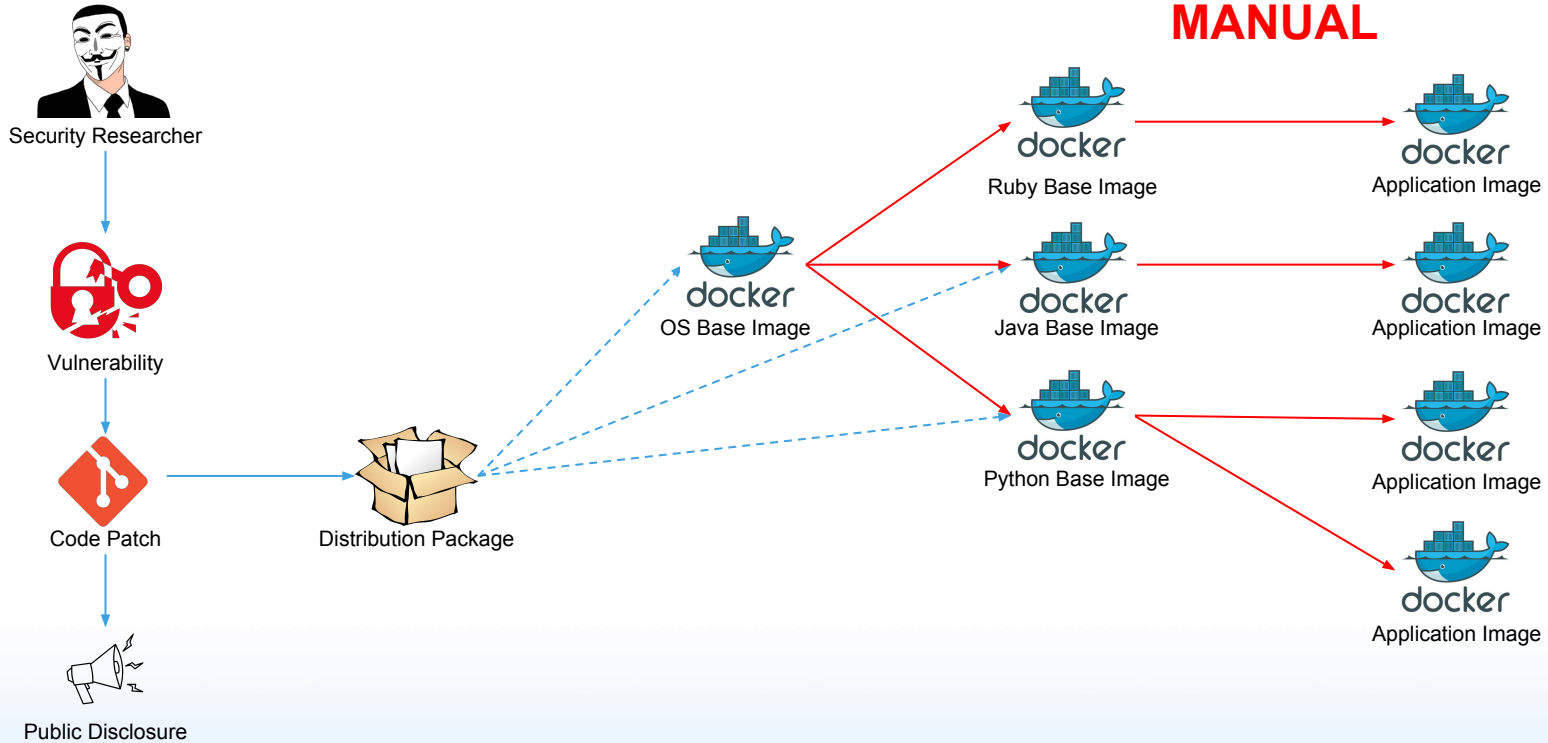 MANUAL
Security Researcher
docker
Ruby Base Image
docker
Application Image
Vulnerability
docker
OS Base Image
docker
Java Base Image
docker
Application Image
Code Patch
Distribution Package
docker
Python Base Image
docker
Application Image
docker
Application Image
Public Disclosure